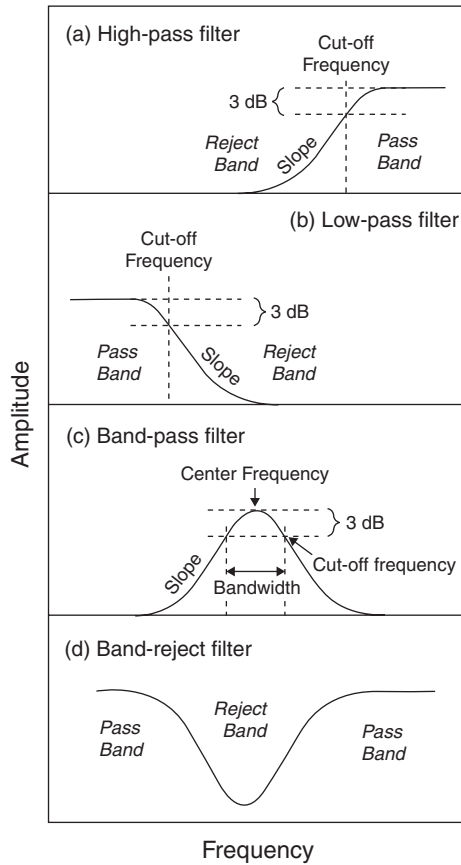 (a) High-pass filter
Cut-off
Frequency
3 dB
Reject
Band
Slope
Pass
Band
(b) Low-pass filter
Cut-off
Frequency
3 dB
Pass
Band
Slope
Reject
Band
Amplitude
(c) Band-pass filter
Center Frequency
3 dB
Cut-off frequency
Slope
Bandwidth
(d) Band-reject filter
Pass
Band
Reject
Band
Pass
Band
Frequency